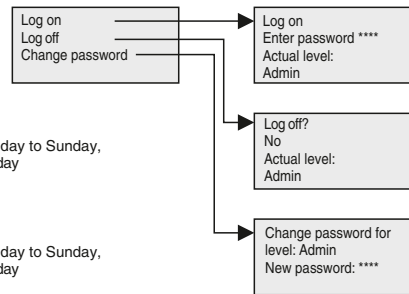 Log on
Log off
Change password
Log on
Enter password ****
Actual level:
Admin
day to Sunday,
day
Log off?
No
Actual level:
Admin
day to Sunday,
day
Change password for
level: Admin
New password: ****